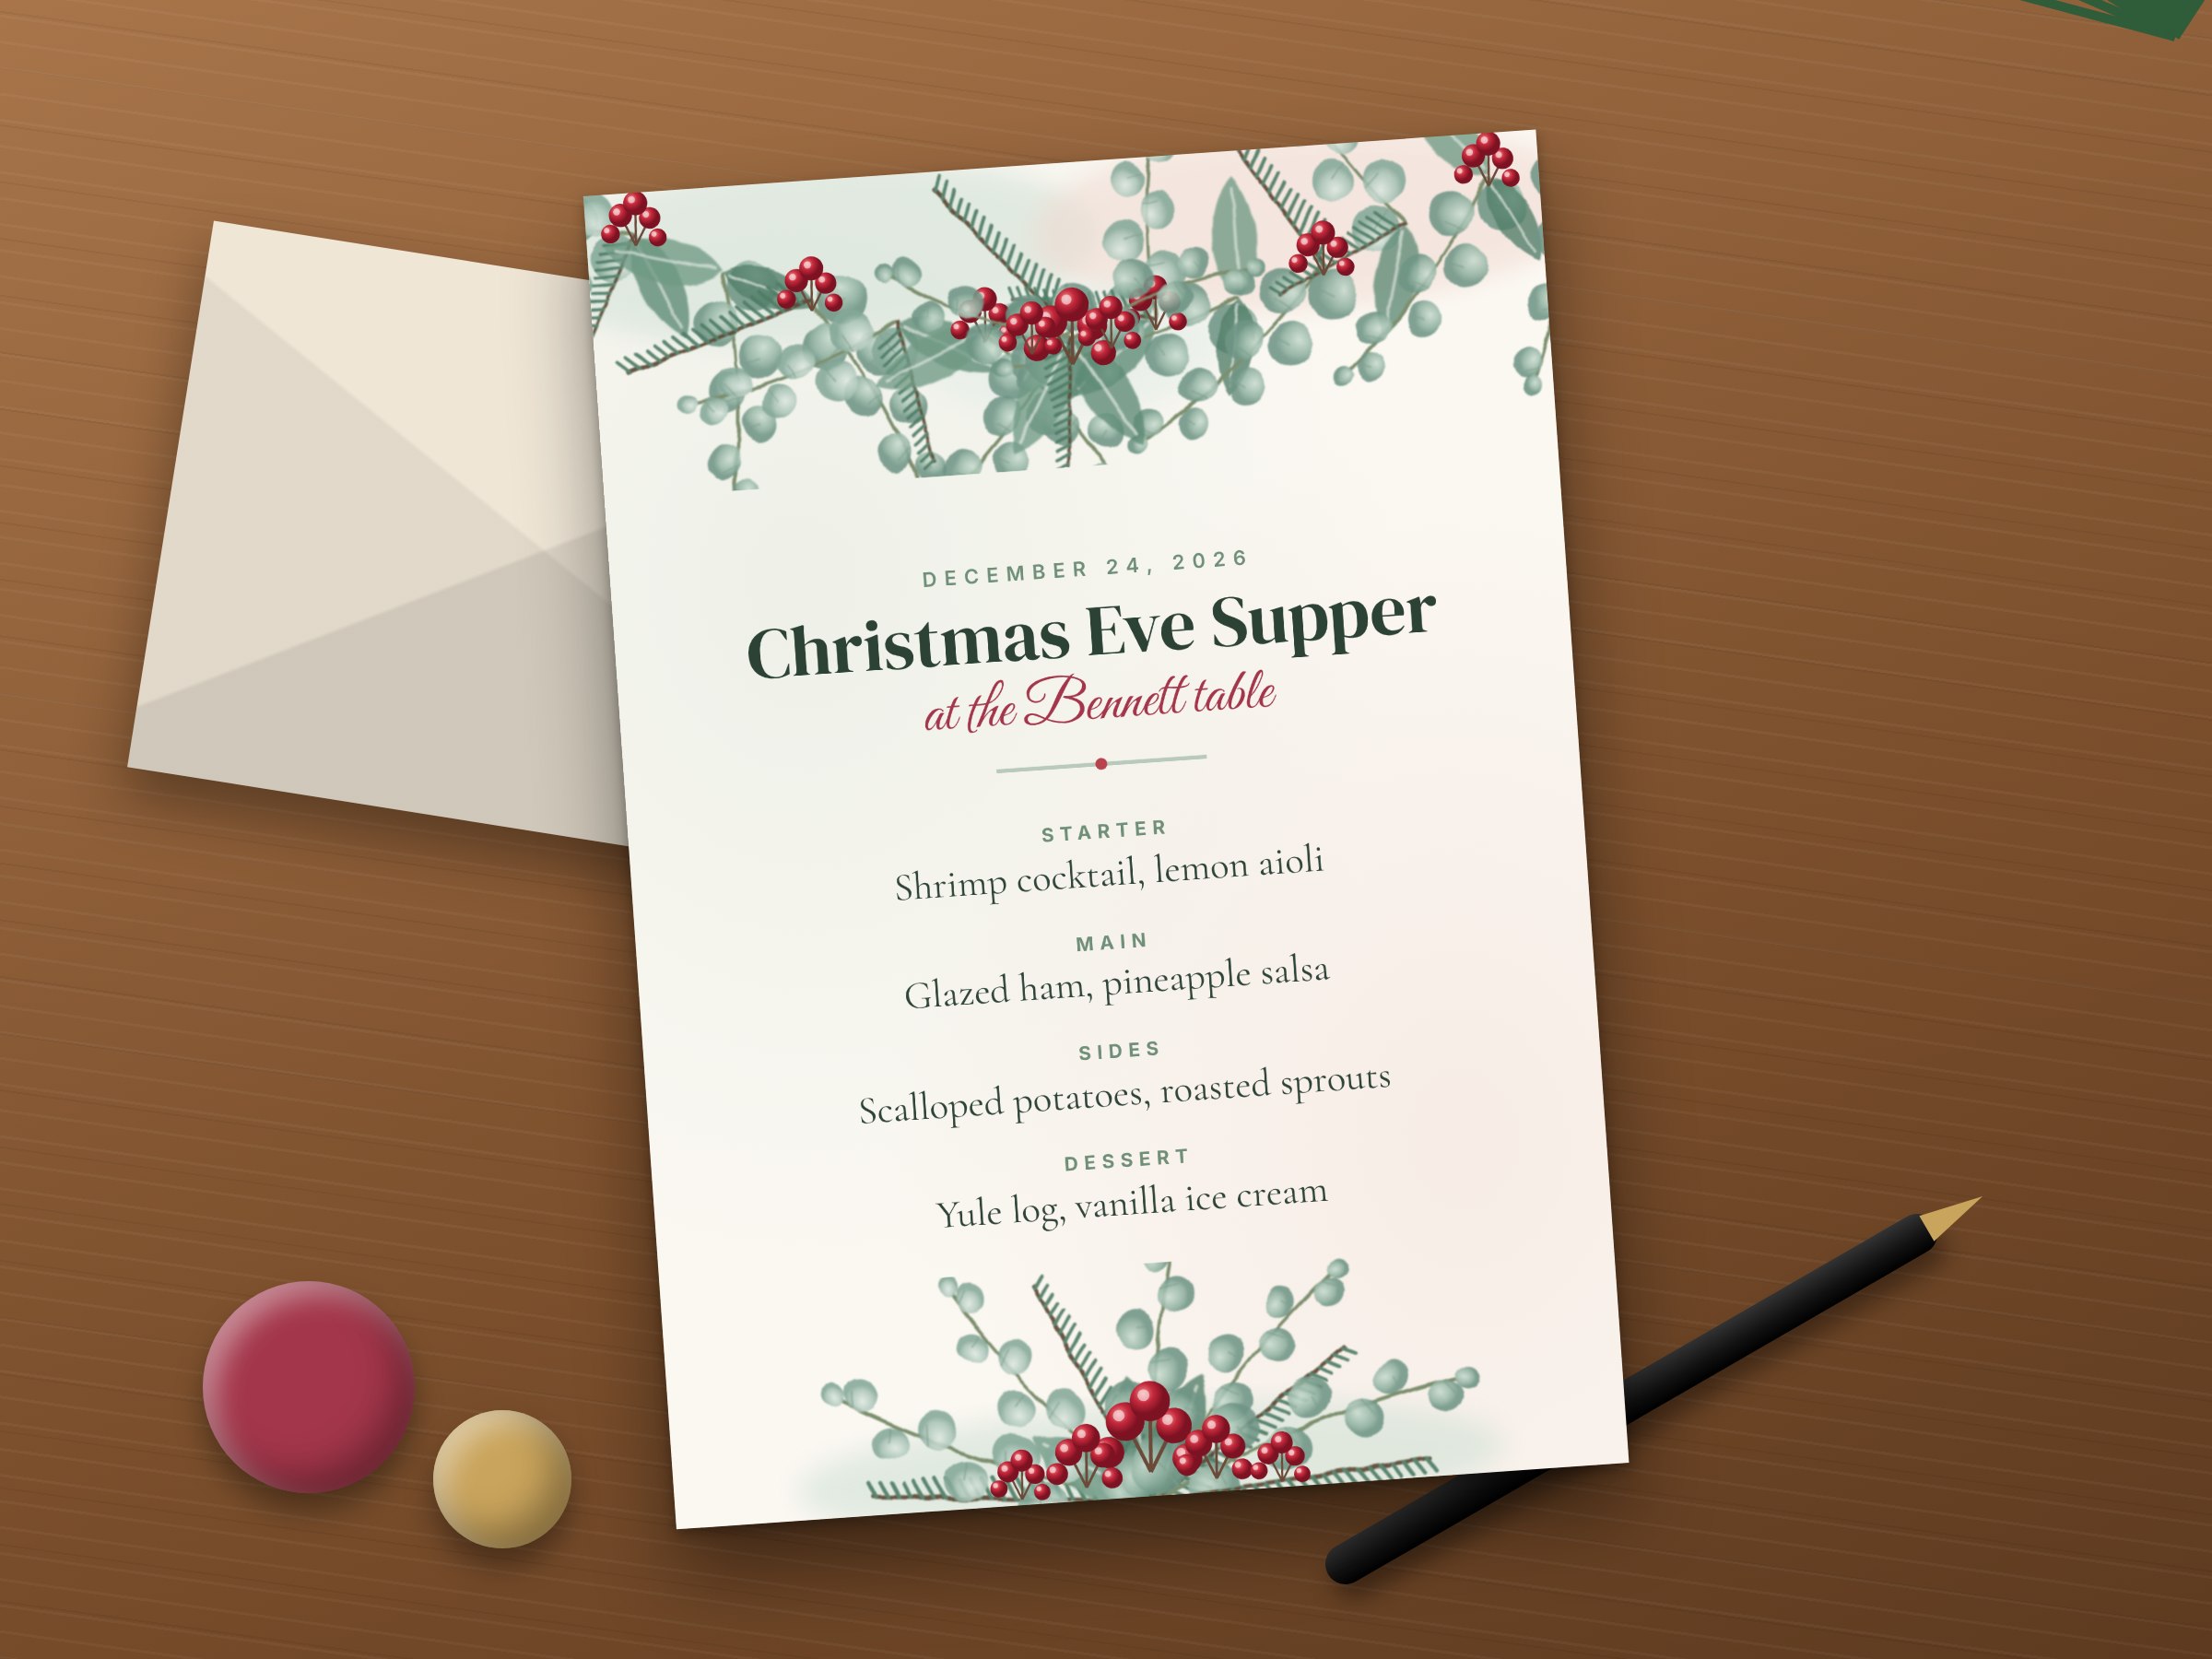 DECEMBER 24, 2026
Christmas Eve Supper
at the Bennett table
STARTER
Shrimp cocktail, lemon aioli
MAIN
Glazed ham, pineapple salsa
SIDES
Scalloped potatoes, roasted sprouts
DESSERT
Yule log, vanilla ice cream